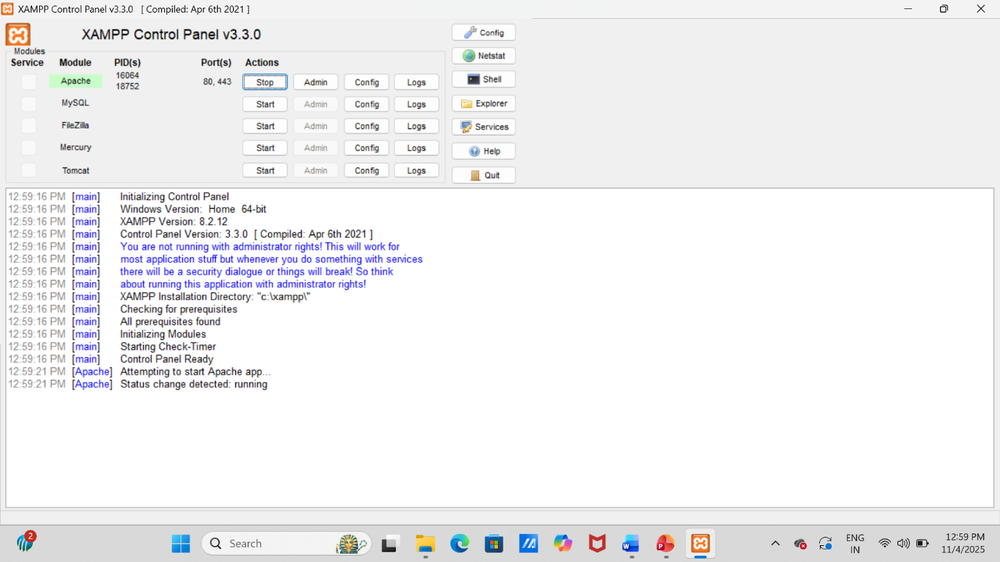 XAMPP Control Panel v3.3.0 [ Compiled: Apr 6th 2021 ]
XAMPP Control Panel v3.3.0
Config
Modules
Service Module PID(s) Port(s) Actions
Netstat
Apache 16064 18752 80, 443 Stop Admin Config Logs
Shell
MySQL Start Admin Config Logs
Explorer
FileZilla Start Admin Config Logs
Services
Mercury Start Admin Config Logs
Help
Tomcat Start Admin Config Logs
Quit
12:59:16 PM [main] Initializing Control Panel
12:59:16 PM [main] Windows Version: Home 64-bit
12:59:16 PM [main] XAMPP Version: 8.2.12
12:59:16 PM [main] Control Panel Version: 3.3.0 [ Compiled: Apr 6th 2021 ]
12:59:16 PM [main] You are not running with administrator rights! This will work for
12:59:16 PM [main] most application stuff but whenever you do something with services
12:59:16 PM [main] there will be a security dialogue or things will break! So think
12:59:16 PM [main] about running this application with administrator rights!
12:59:16 PM [main] XAMPP Installation Directory: "c:\xampp\"
12:59:16 PM [main] Checking for prerequisites
12:59:16 PM [main] All prerequisites found
12:59:16 PM [main] Initializing Modules
12:59:16 PM [main] Starting Check-Timer
12:59:16 PM [main] Control Panel Ready
12:59:21 PM [Apache] Attempting to start Apache app...
12:59:21 PM [Apache] Status change detected: running
2
Search
ENG
IN
12:59 PM
11/4/2025